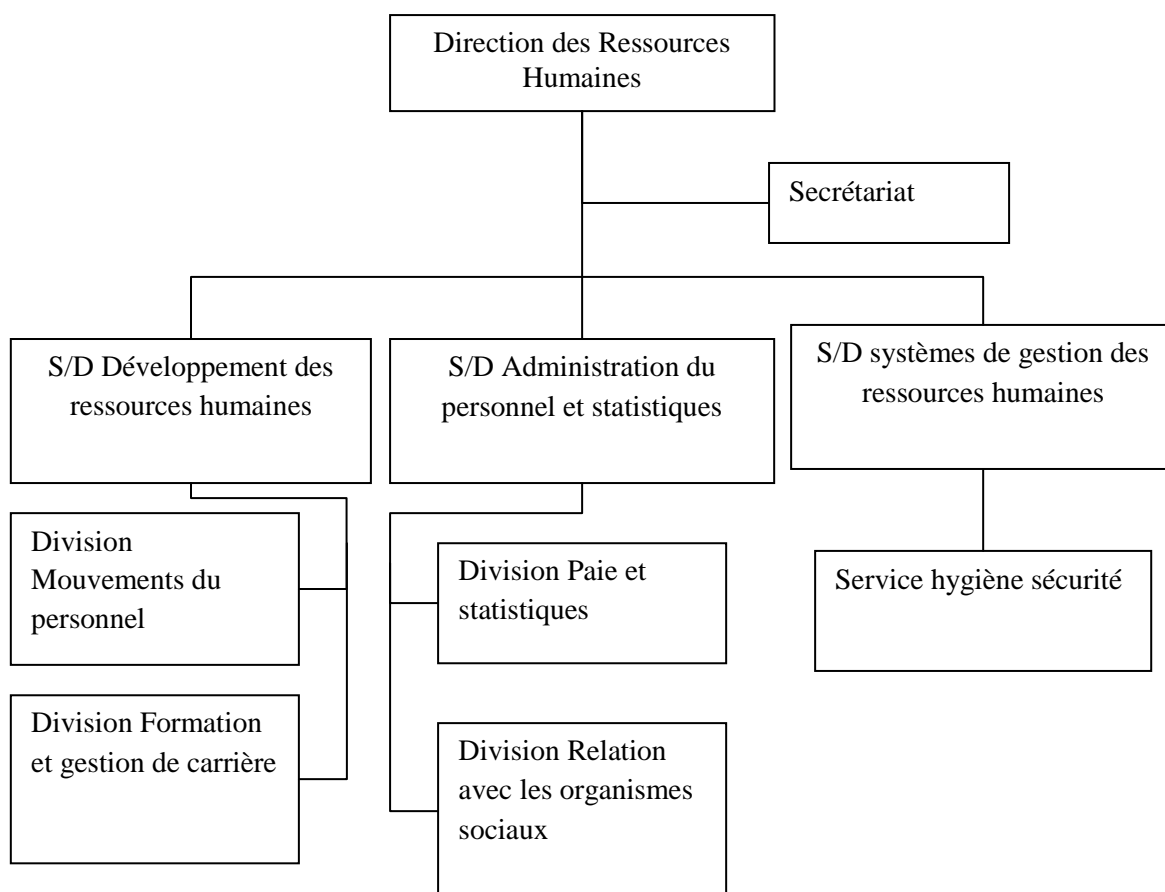 Direction des Ressources
Humaines
Secrétariat
S/D Développement des
ressources humaines
S/D Administration du
personnel et statistiques
S/D systèmes de gestion des
ressources humaines
Division
Mouvements du
personnel
Division Paie et
statistiques
Service hygiène sécurité
Division Formation
et gestion de carrière
Division Relation
avec les organismes
sociaux